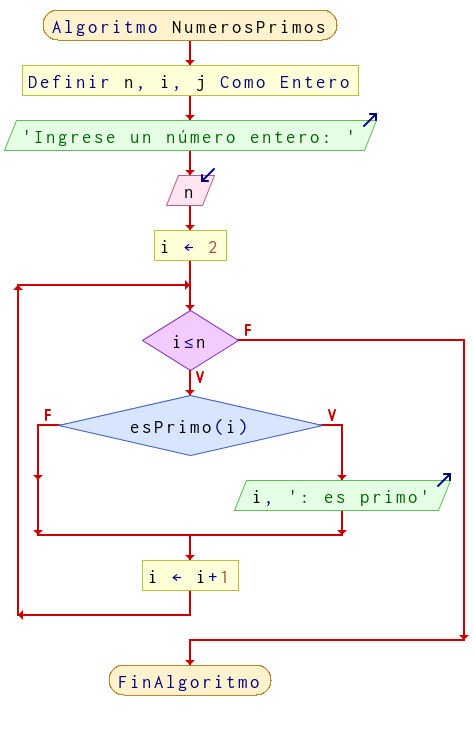 Algoritmo NumerosPrimos
Definir n, i, j Como Entero
'Ingrese un número entero: '
n
i ← 2
i≤n
F
V
esPrimo(i)
F
V
i, ': es primo'
i ← i+1
FinAlgoritmo